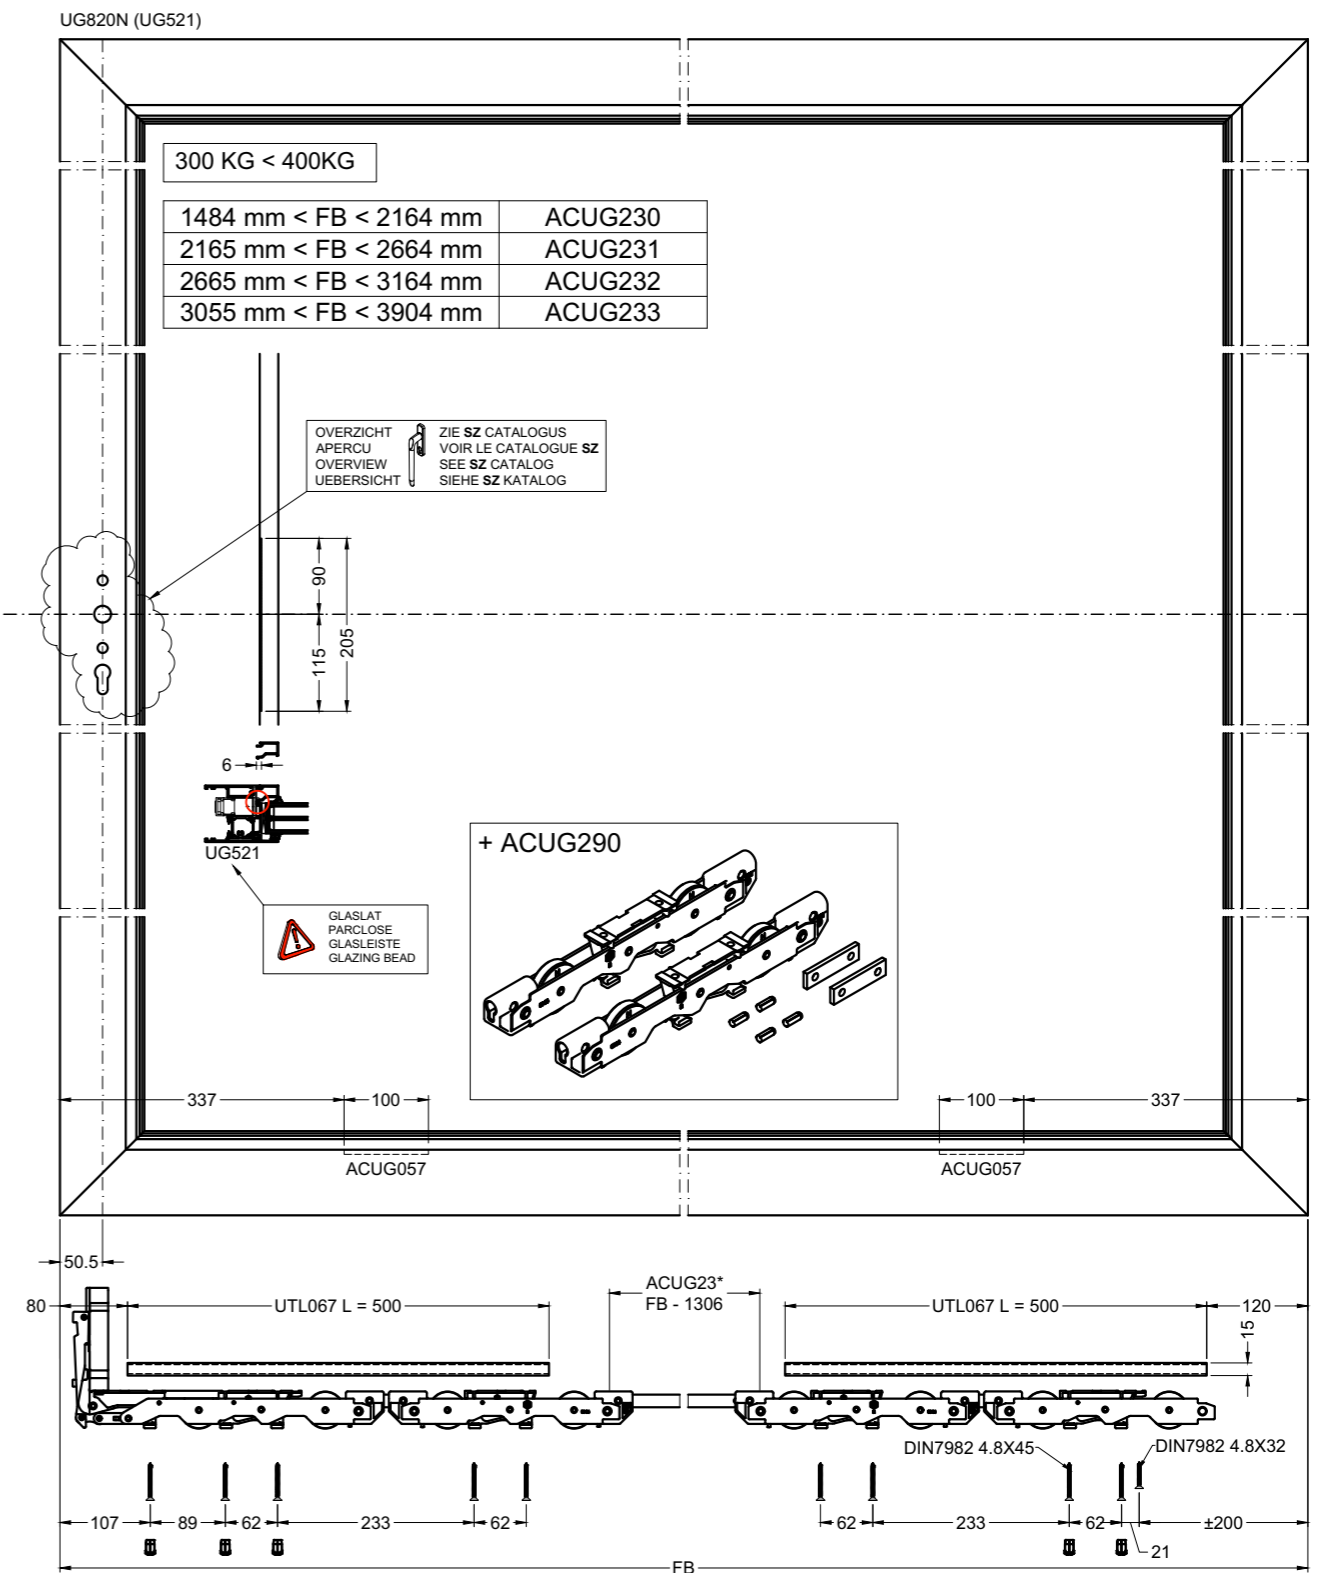 UG820N (UG521)
300 KG < 400KG
1484 mm < FB < 2164 mm ACUG230
2165 mm < FB < 2664 mm ACUG231
2665 mm < FB < 3164 mm ACUG232
3055 mm < FB < 3904 mm ACUG233
OVERZICHT ZIE SZ CATALOGUS
APERCU VOIR LE CATALOGUE SZ
OVERVIEW SEE SZ CATALOG
UEBERSICHT SIEHE SZ KATALOG
90
115
205
6
UG521
GLASLAT
PARCLOSE
GLASLEISTE
GLAZING BEAD
+ ACUG290
337 100 100 337
ACUG057 ACUG057
50.5
80 UTL067 L = 500 ACUG23* UTL067 L = 500 120
FB - 1306
15
DIN7982 4.8X45 DIN7982 4.8X32
107 89 62 233 62 62 233 62 ±200
21
FB